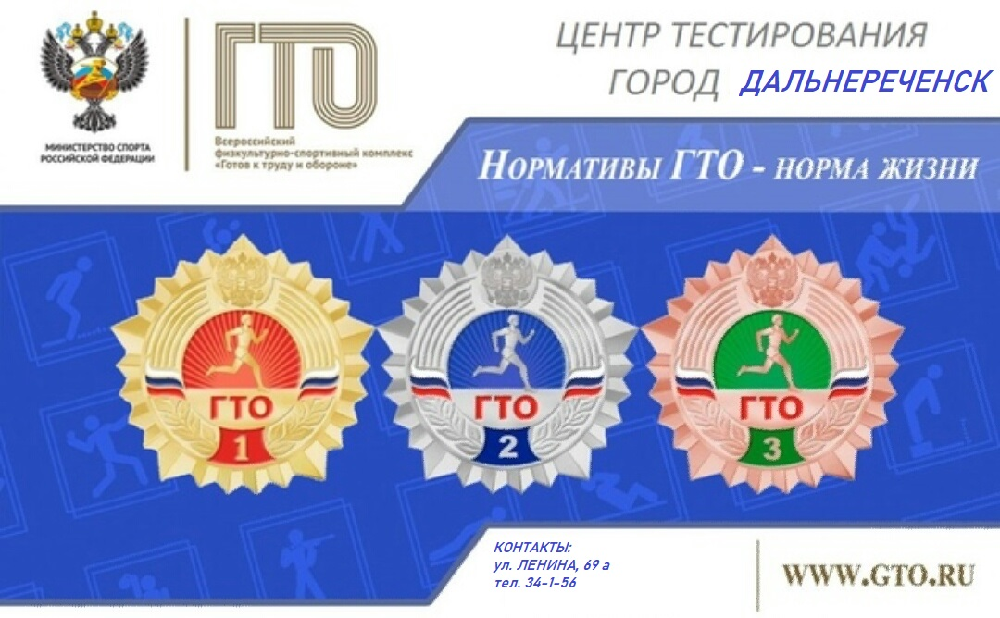 МИНИСТЕРСТВО СПОРТА
РОССИЙСКОЙ ФЕДЕРАЦИИ
ГТО
Всероссийский
физкультурно-спортивный комплекс
«Готов к труду и обороне»
ЦЕНТР ТЕСТИРОВАНИЯ
ГОРОД ДАЛЬНЕРЕЧЕНСК
НОРМАТИВЫ ГТО - НОРМА ЖИЗНИ
ГТО
1
ГТО
2
ГТО
3
КОНТАКТЫ:
ул. ЛЕНИНА, 69 а
тел. 34-1-56
WWW.GTO.RU